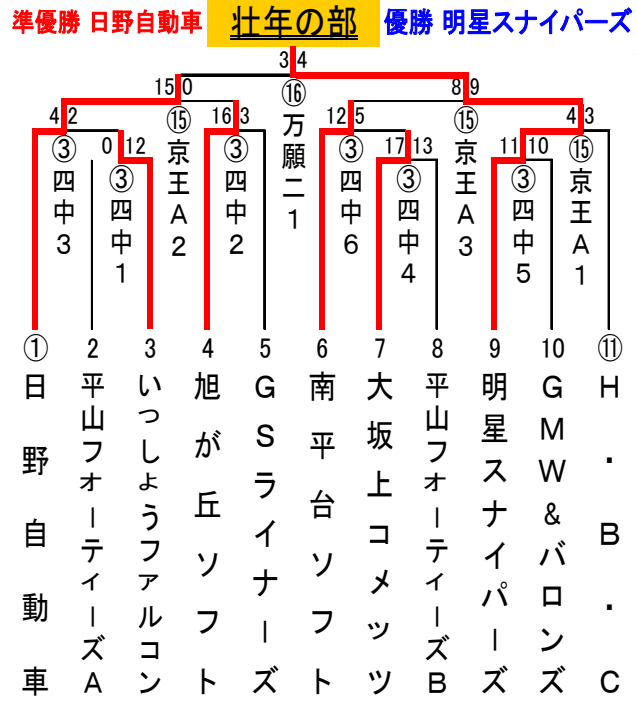 準優勝 日野自動車 壮年の部 優勝 明星スナイパーズ
3 4
⑯万願二1
15 0
8 9
⑮京王A2
⑮京王A3
4 2
16 3
12 5
4 3
③四中3
③四中2
③四中6
⑮京王A1
0 12
17 13
11 10
③四中1
③四中4
③四中5
① 2 3 4 5 6 7 8 9 10 ⑪
日野自動車
平山フォーティーズA
いっしょうファルコン
旭が丘ソフト
GSライナーズ
南平台ソフト
大坂上コメッツ
平山フォーティーズB
明星スナイパーズ
GMW&バロンズ
H・B・C